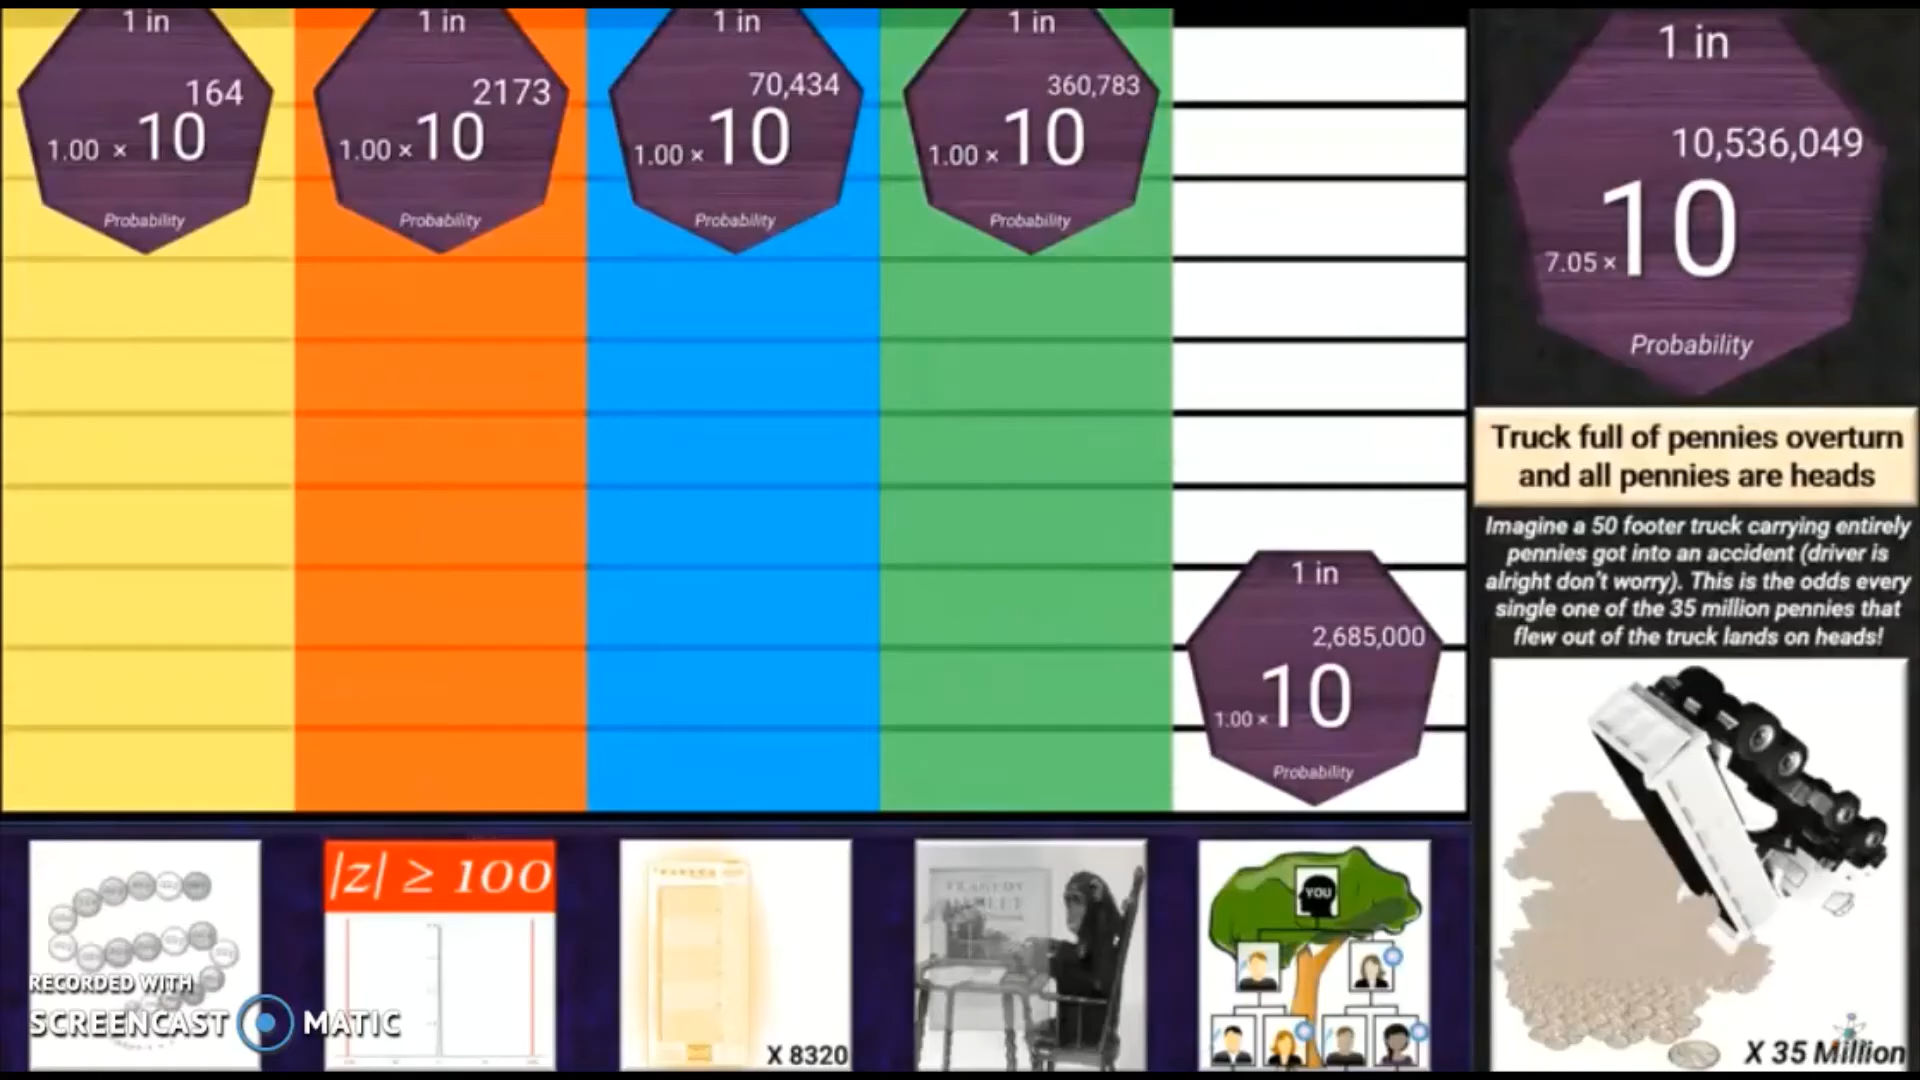 1 in
164
1.00 × 10
Probability
1 in
2173
1.00 × 10
Probability
1 in
70,434
1.00 × 10
Probability
1 in
360,783
1.00 × 10
Probability
1 in
2,685,000
1.00 × 10
Probability
1 in
10,536,049
7.05 × 10
Probability
Truck full of pennies overturn
and all pennies are heads
Imagine a 50 footer truck carrying entirely
pennies got into an accident (driver is
alright don't worry). This is the odds every
single one of the 35 million pennies that
flew out of the truck lands on heads!
X 35 Million
|z| ≥ 100
X 8320
TRAGEDY
HAMLET
YOU
RECORDED WITH
SCREENCAST MATIC